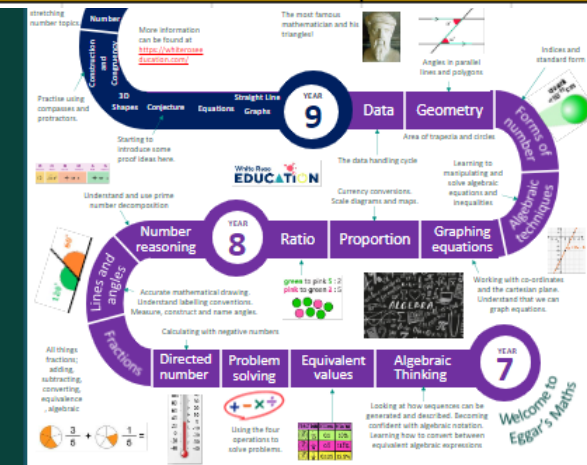 stretching
number topics.
Number
More information
can be found at
https://whiterosee
ducation.com/
The most famous
mathematician and his
triangles!
Angles in parallel
lines and polygons
Indices and
standard form
Construction
and
Congruency
Practise using
compasses and
protractors.
3D
Shapes
Conjecture
Equations
Straight Line
Graphs
YEAR
9
Data
Geometry
Forms of
number
Starting to
introduce some
proof ideas here.
White Rose
EDUCATION
The data handling cycle
Area of trapezia and circles
Learning to
manipulating and
solve algebraic
equations and
inequalities
Algebraic
techniques
Understand and use prime
number decomposition
Currency conversions.
Scale diagrams and maps.
Number
reasoning
YEAR
8
Ratio
Proportion
Graphing
equations
Lines and
angles
Accurate mathematical drawing.
Understand labelling conventions.
Measure, construct and name angles.
green to pink 5 : 2
pink to green 2 : 5
ALGEBRA
Working with co-ordinates
and the cartesian plane.
Understand that we can
graph equations.
Fractions
Calculating with negative numbers
All things
fractions;
adding,
subtracting,
converting,
equivalence
, algebraic
Directed
number
Problem
solving
Equivalent
values
Algebraic
Thinking
YEAR
7
Welcome to
Eggar's Maths
+ - × ÷
Using the four
operations to
solve problems.
Looking at how sequences can be
generated and described. Becoming
confident with algebraic notation.
Learning how to convert between
equivalent algebraic expressions